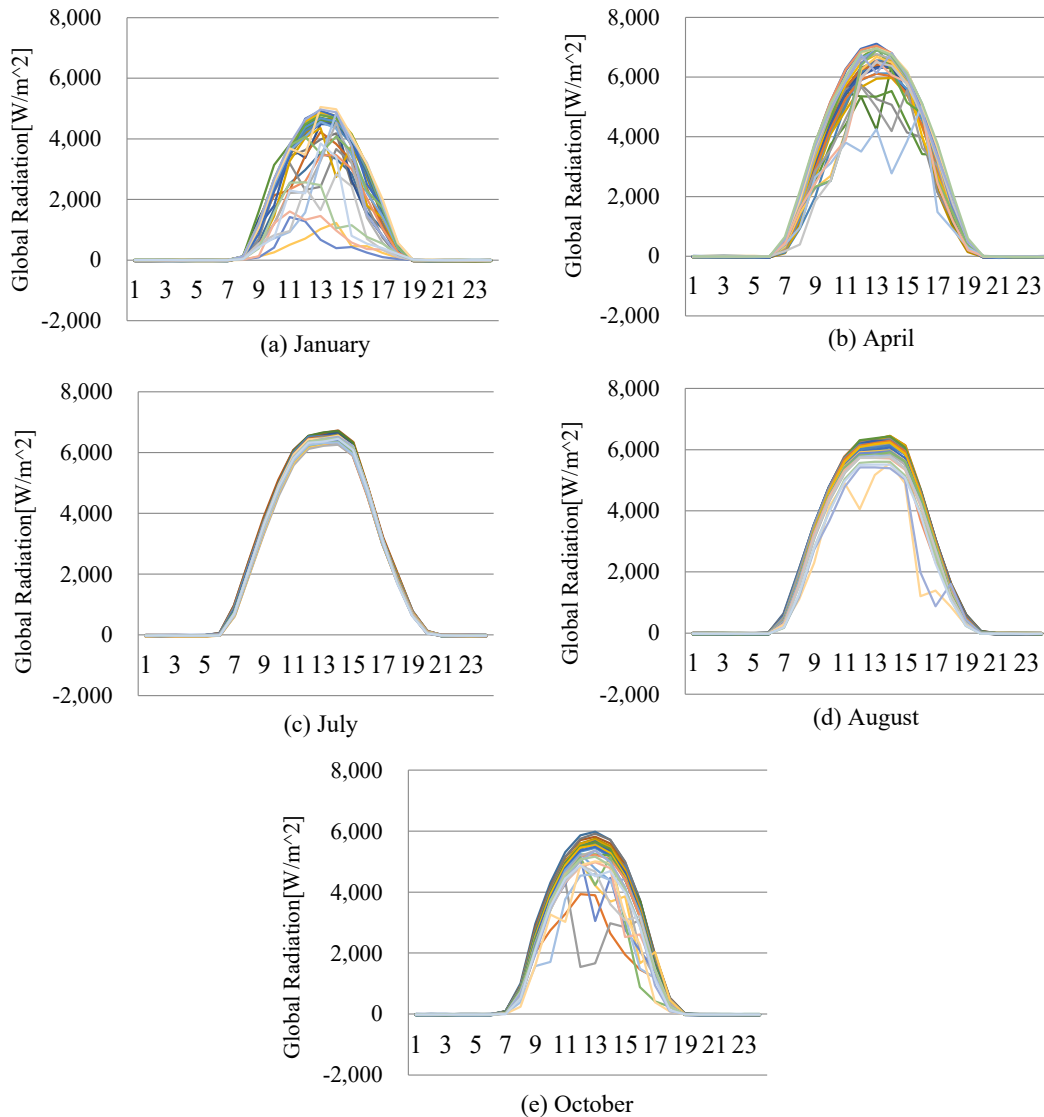 Global Radiation[W/m^2]
8,000
6,000
4,000
2,000
0
-2,000
1 3 5 7 9 11 13 15 17 19 21 23
(a) January
Global Radiation[W/m^2]
8,000
6,000
4,000
2,000
0
-2,000
1 3 5 7 9 11 13 15 17 19 21 23
(b) April
Global Radiation[W/m^2]
8,000
6,000
4,000
2,000
0
-2,000
1 3 5 7 9 11 13 15 17 19 21 23
(c) July
Global Radiation[W/m^2]
8,000
6,000
4,000
2,000
0
-2,000
1 3 5 7 9 11 13 15 17 19 21 23
(d) August
Global Radiation[W/m^2]
8,000
6,000
4,000
2,000
0
-2,000
1 3 5 7 9 11 13 15 17 19 21 23
(e) October